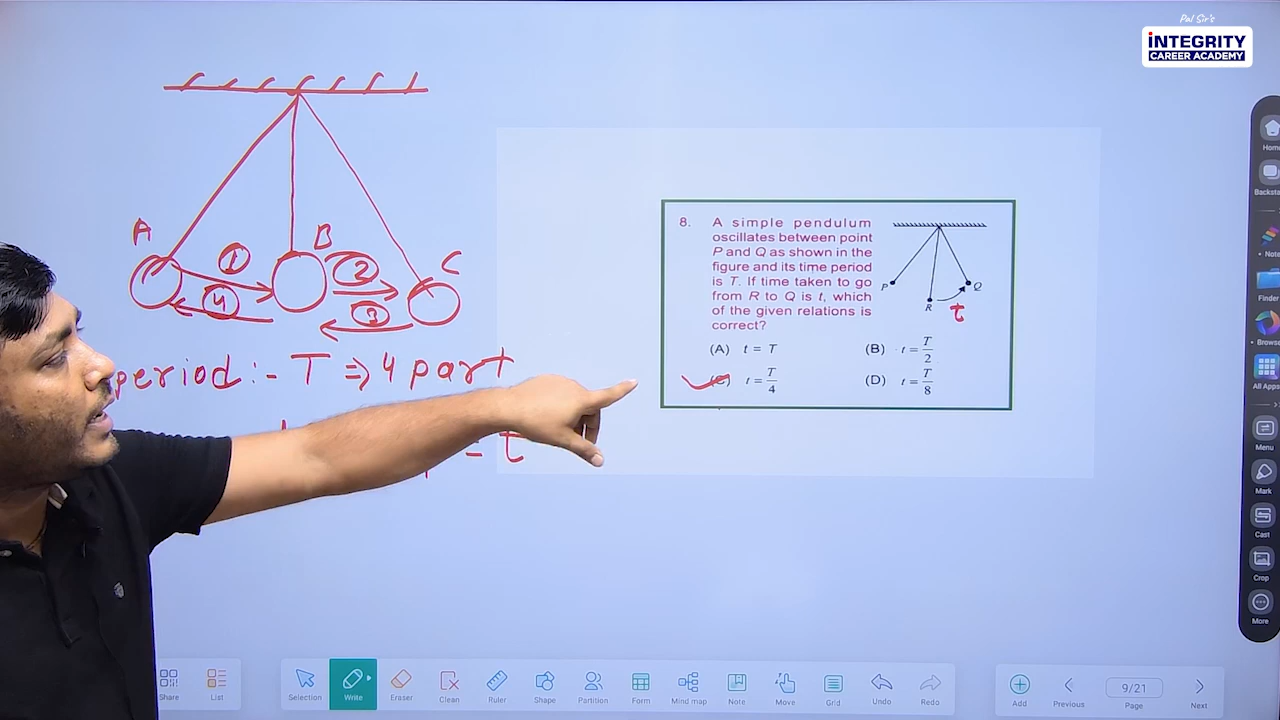 Pal Sir's
iNTEGRITY
CAREER ACADEMY
A
B
C
1
2
4
3
period :- T ⇒ 4 part
= t
8. A simple pendulum
oscillates between point
P and Q as shown in the
figure and its time period
is T. If time taken to go
from R to Q is t, which
of the given relations is
correct?
P
Q
R
t
(A) t = T
(B) t = T/2
(C) t = T/4
(D) t = T/8
Home
Note
Finder
All Apps
Menu
Mark
Cast
Crop
More
Share
List
Selection
Write
Eraser
Clean
Ruler
Shape
Partition
Form
Mind map
Nore
Move
Grid
Undo
Redo
Add
Previous
9/21
Page
Next